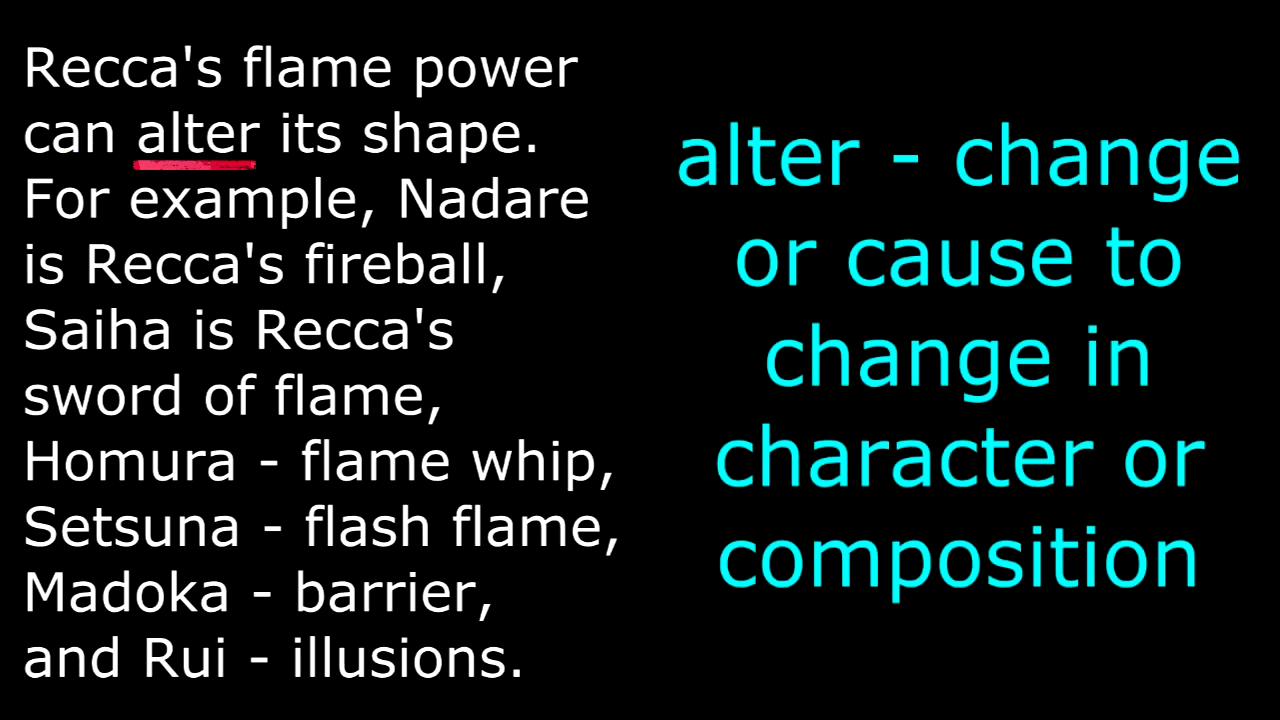 Recca's flame power
can alter its shape.
For example, Nadare
is Recca's fireball,
Saiha is Recca's
sword of flame,
Homura - flame whip,
Setsuna - flash flame,
Madoka - barrier,
and Rui - illusions.
alter - change
or cause to
change in
character or
composition